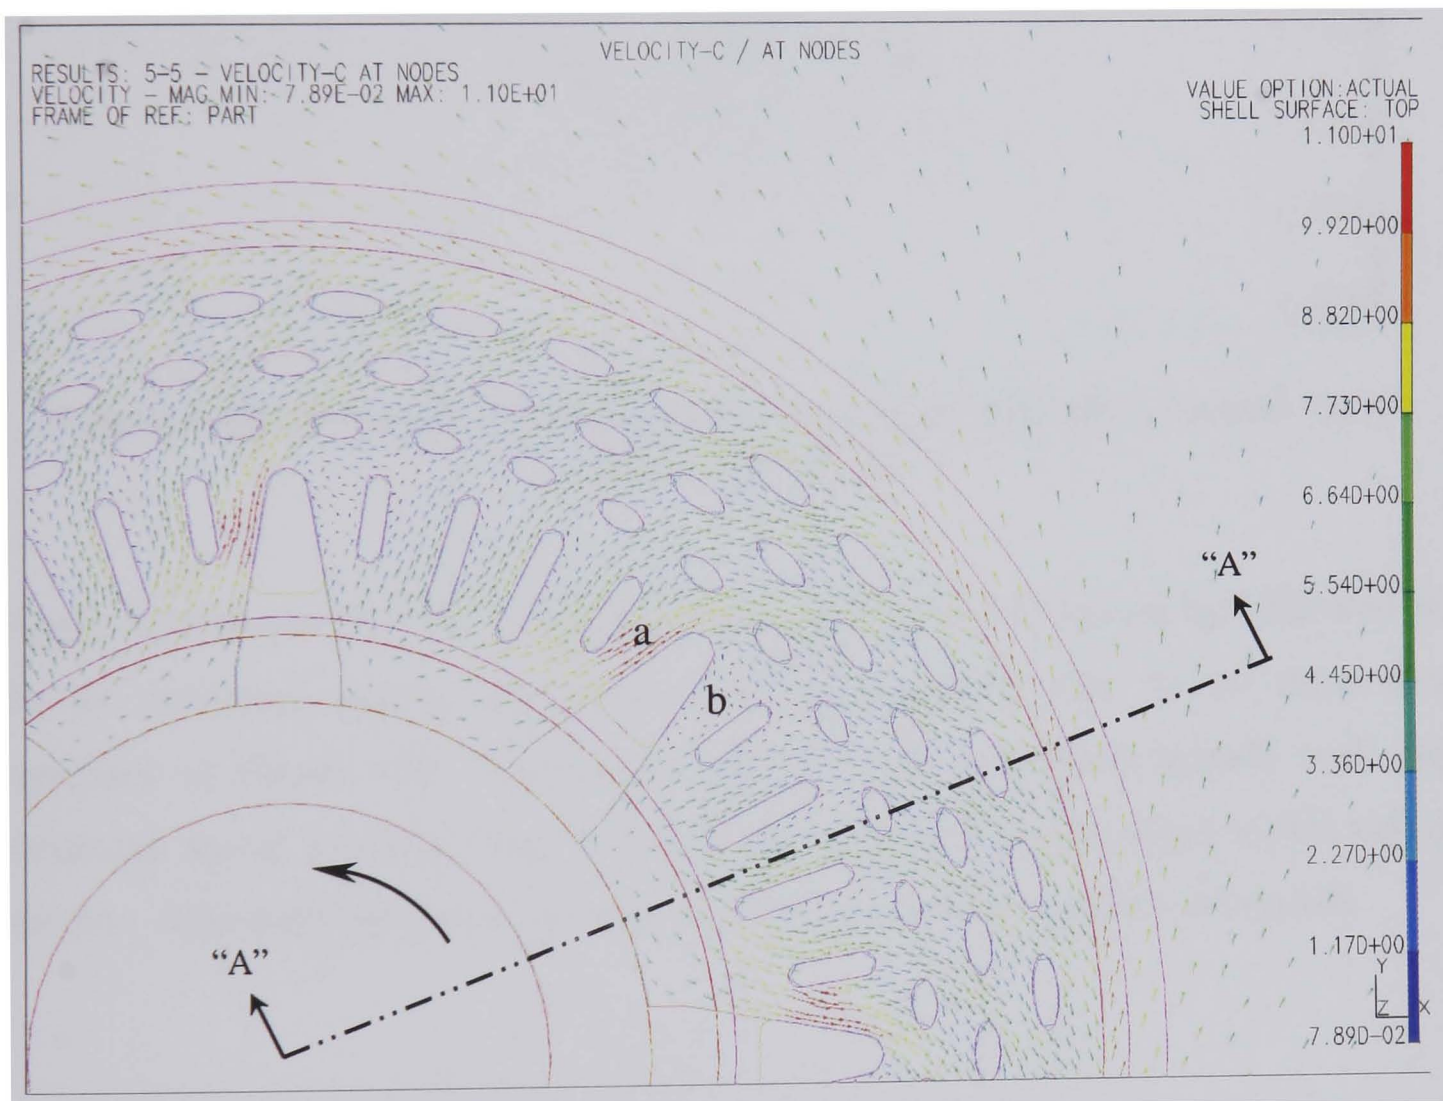 VELOCITY-C / AT NODES
RESULTS: 5-5 - VELOCITY-C AT NODES
VELOCITY - MAG MIN: 7.89E-02 MAX: 1.10E+01
FRAME OF REF: PART
VALUE OPTION:ACTUAL
SHELL SURFACE: TOP
1.10D+01
9.92D+00
8.82D+00
7.73D+00
6.64D+00
5.54D+00
4.45D+00
3.36D+00
2.27D+00
1.17D+00
7.89D-02
“A”
a
b
“A”
Y
Z X